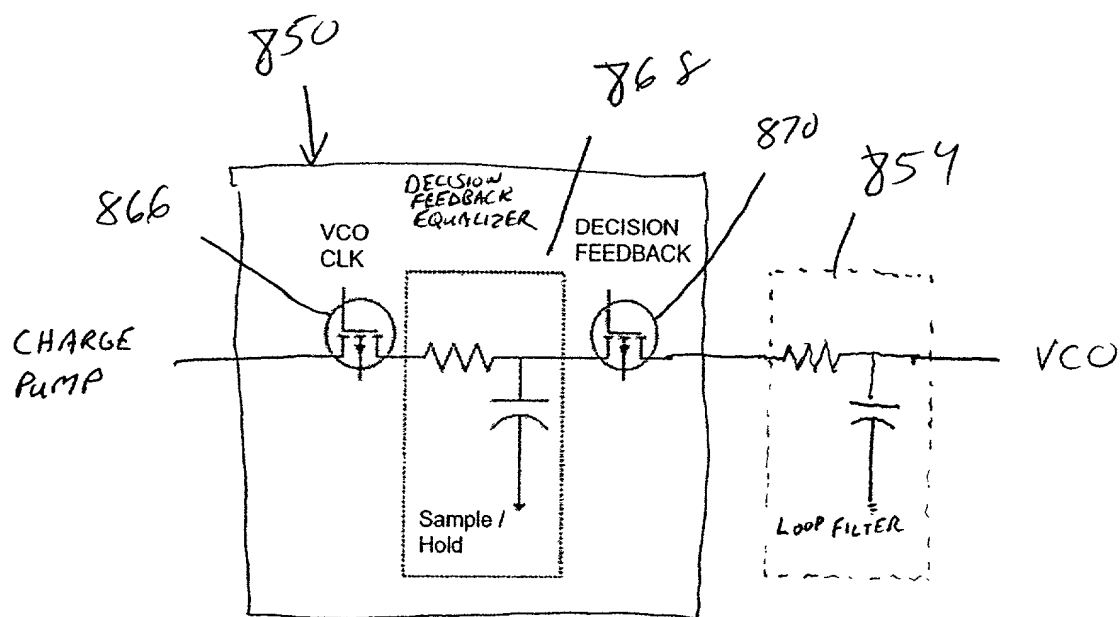 850
868
870
854
866
DECISION
FEEDBACK
EQUALIZER
VCO
CLK
DECISION
FEEDBACK
CHARGE
PUMP
VCO
Sample /
Hold
LOOP FILTER